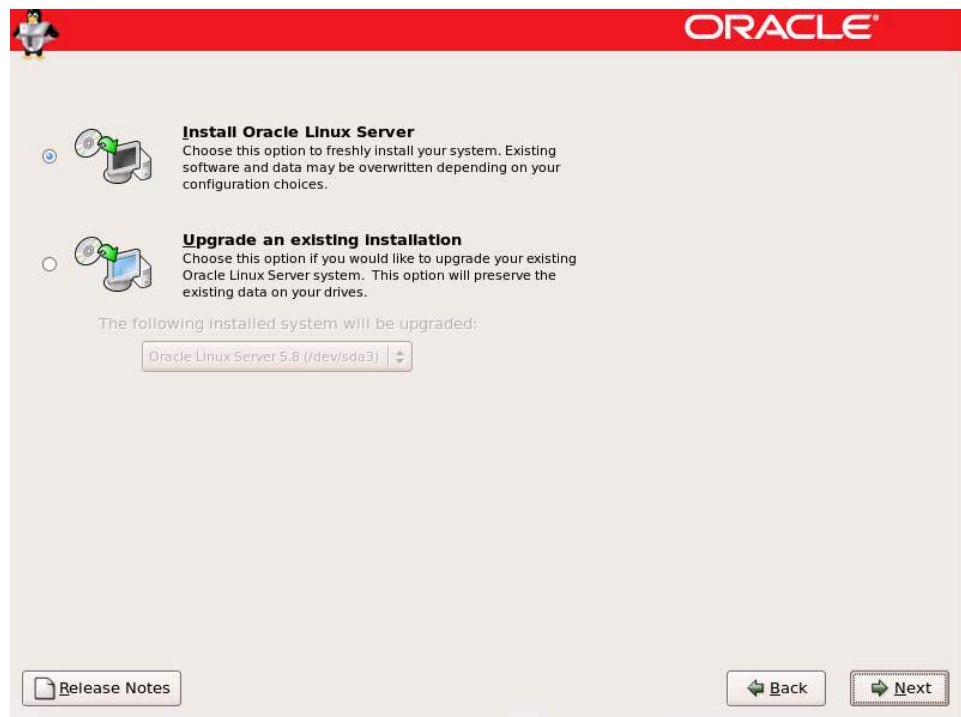 ORACLE®
Install Oracle Linux Server
Choose this option to freshly install your system. Existing
software and data may be overwritten depending on your
configuration choices.
Upgrade an existing installation
Choose this option if you would like to upgrade your existing
Oracle Linux Server system. This option will preserve the
existing data on your drives.
The following installed system will be upgraded:
Oracle Linux Server 5.8 (/dev/sda3)
Release Notes
Back
Next